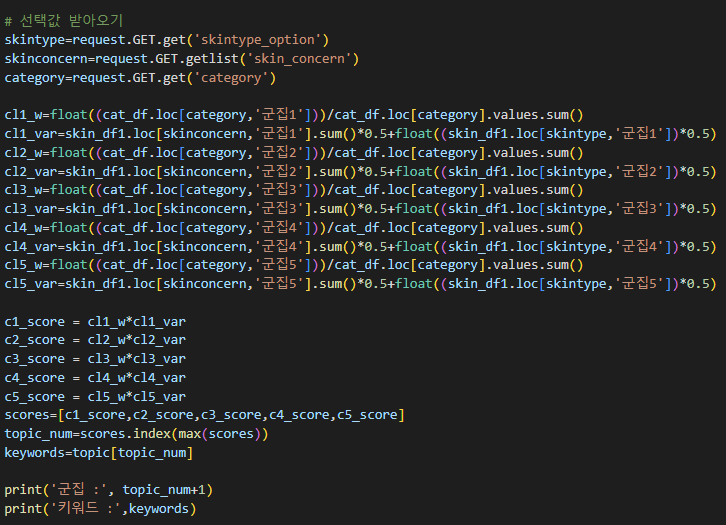 # 선택값 받아오기
skintype=request.GET.get('skintype_option')
skinconcern=request.GET.getlist('skin_concern')
category=request.GET.get('category')
cl1_w=float((cat_df.loc[category,'군집1']))/cat_df.loc[category].values.sum()
cl1_var=skin_df1.loc[skinconcern,'군집1'].sum()*0.5+float((skin_df1.loc[skintype,'군집1'])*0.5)
cl2_w=float((cat_df.loc[category,'군집2']))/cat_df.loc[category].values.sum()
cl2_var=skin_df1.loc[skinconcern,'군집2'].sum()*0.5+float((skin_df1.loc[skintype,'군집2'])*0.5)
cl3_w=float((cat_df.loc[category,'군집3']))/cat_df.loc[category].values.sum()
cl3_var=skin_df1.loc[skinconcern,'군집3'].sum()*0.5+float((skin_df1.loc[skintype,'군집3'])*0.5)
cl4_w=float((cat_df.loc[category,'군집4']))/cat_df.loc[category].values.sum()
cl4_var=skin_df1.loc[skinconcern,'군집4'].sum()*0.5+float((skin_df1.loc[skintype,'군집4'])*0.5)
cl5_w=float((cat_df.loc[category,'군집5']))/cat_df.loc[category].values.sum()
cl5_var=skin_df1.loc[skinconcern,'군집5'].sum()*0.5+float((skin_df1.loc[skintype,'군집5'])*0.5)
c1_score = cl1_w*cl1_var
c2_score = cl2_w*cl2_var
c3_score = cl3_w*cl3_var
c4_score = cl4_w*cl4_var
c5_score = cl5_w*cl5_var
scores=[c1_score,c2_score,c3_score,c4_score,c5_score]
topic_num=scores.index(max(scores))
keywords=topic[topic_num]
print('군집 :', topic_num+1)
print('키워드 :',keywords)